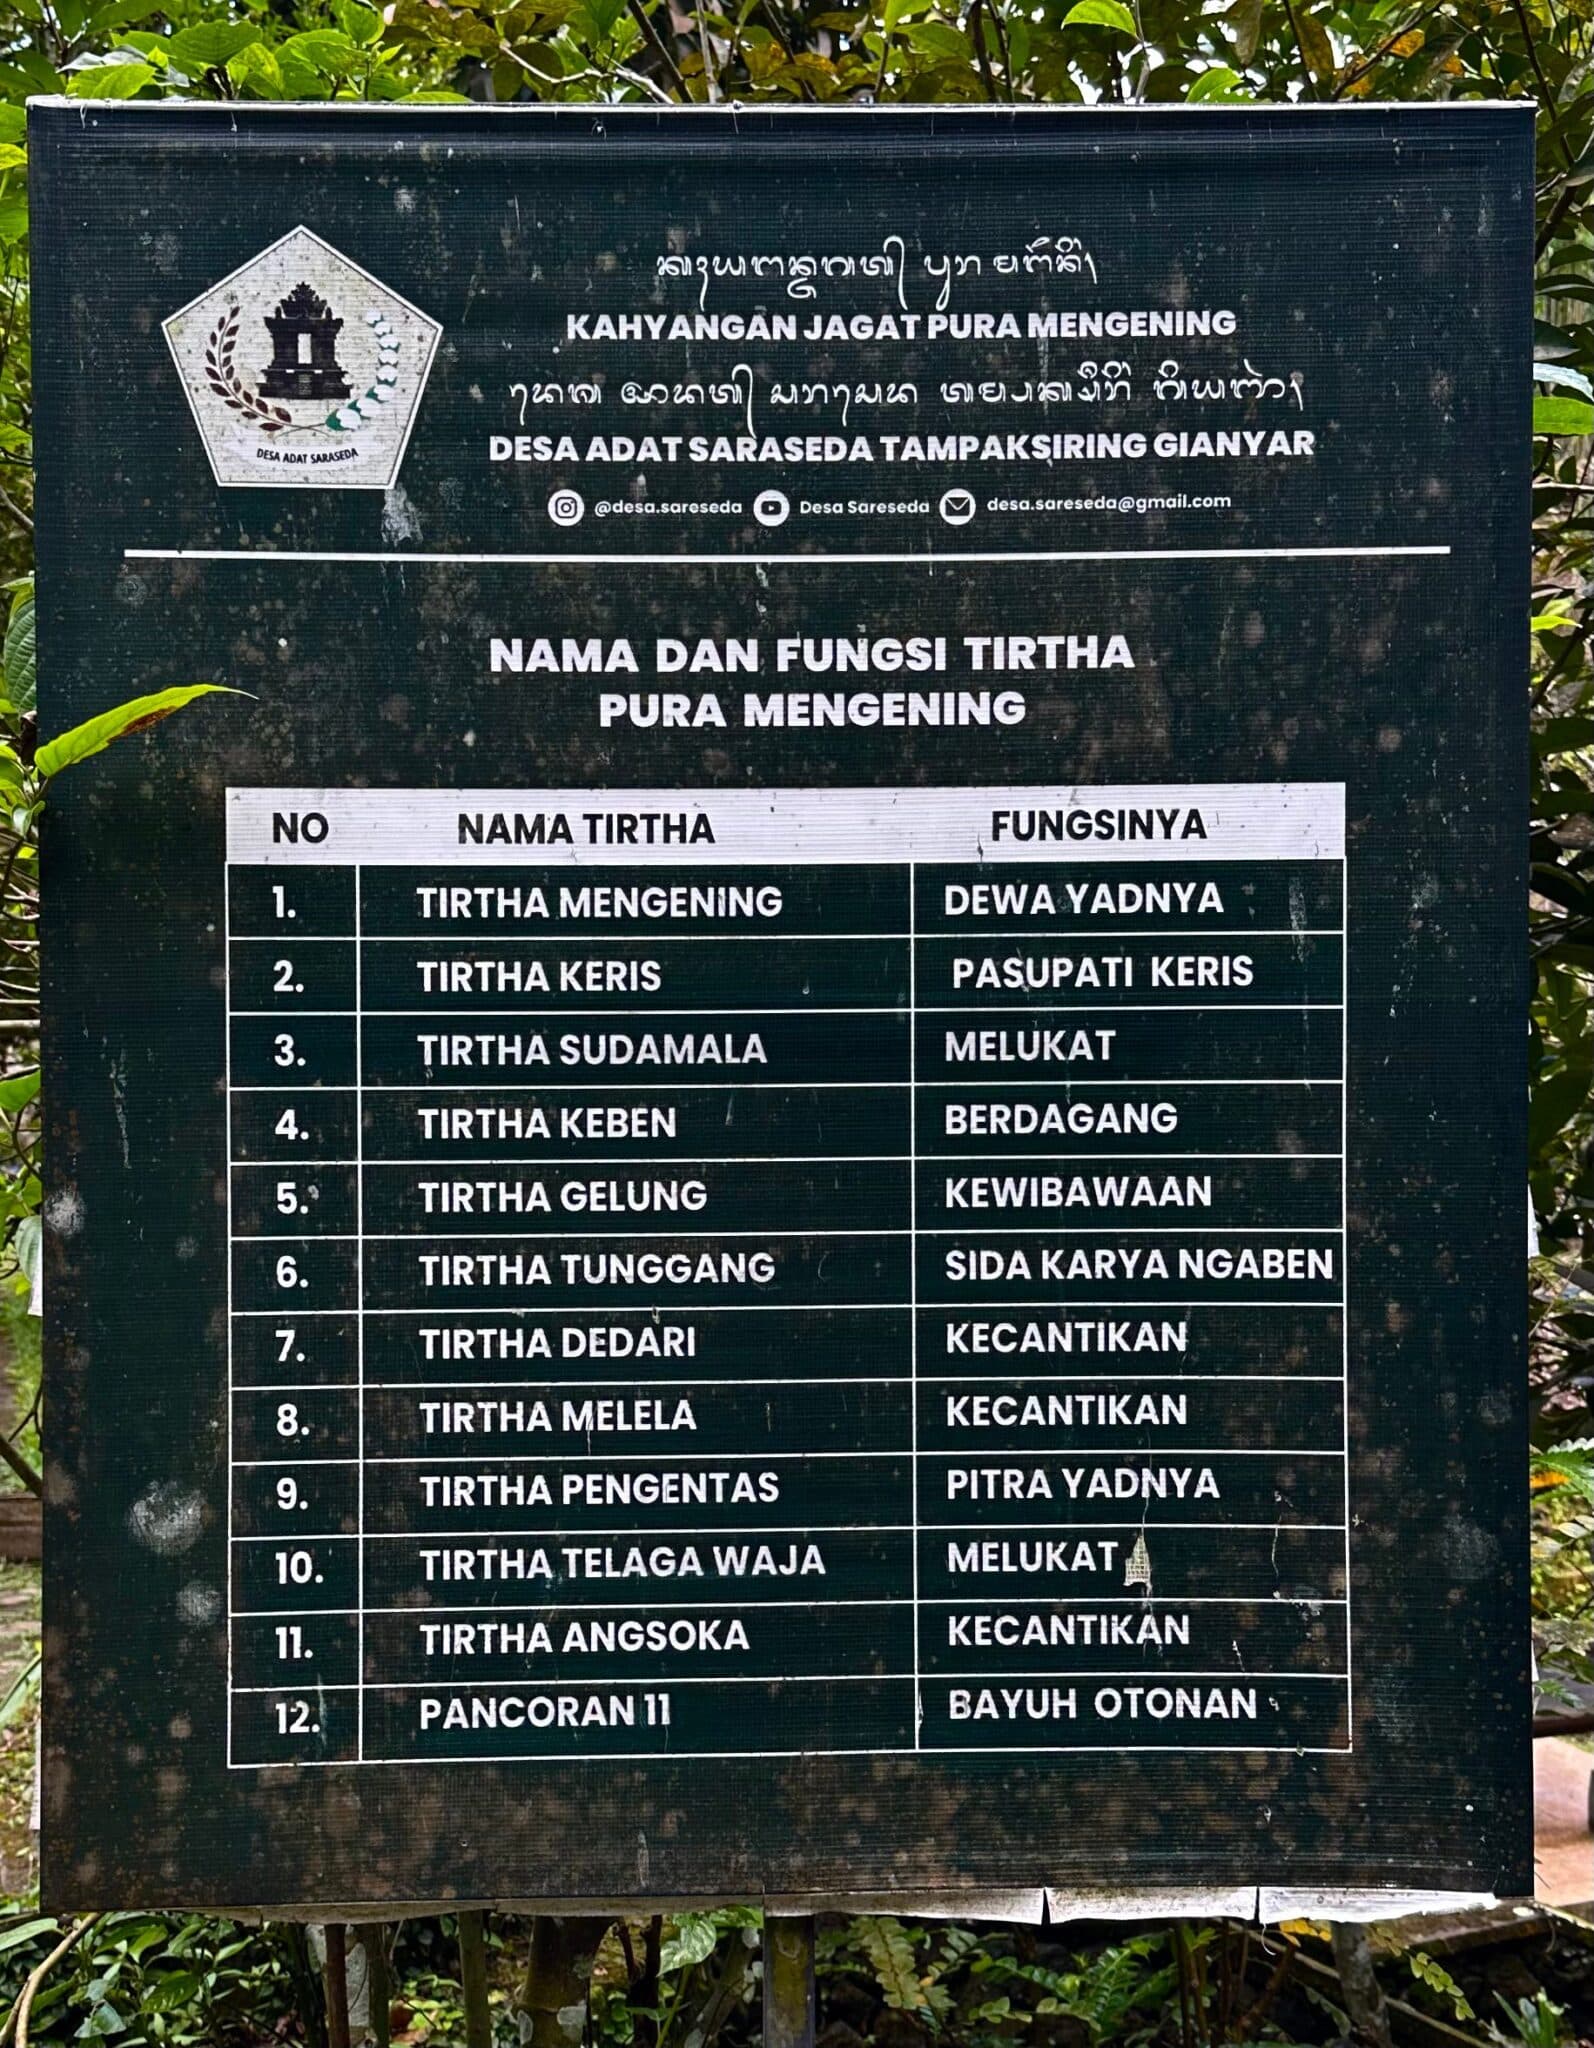 DESA ADAT SARASEDA
KAHYANGAN JAGAT PURA MENGENING
DESA ADAT SARASEDA TAMPAKSIRING GIANYAR
@desa.sareseda Desa Sareseda desa.sareseda@gmail.com
NAMA DAN FUNGSI TIRTHA
PURA MENGENING
NO NAMA TIRTHA FUNGSINYA
1. TIRTHA MENGENING DEWA YADNYA
2. TIRTHA KERIS PASUPATI KERIS
3. TIRTHA SUDAMALA MELUKAT
4. TIRTHA KEBEN BERDAGANG
5. TIRTHA GELUNG KEWIBAWAAN
6. TIRTHA TUNGGANG SIDA KARYA NGABEN
7. TIRTHA DEDARI KECANTIKAN
8. TIRTHA MELELA KECANTIKAN
9. TIRTHA PENGENTAS PITRA YADNYA
10. TIRTHA TELAGA WAJA MELUKAT
11. TIRTHA ANGSOKA KECANTIKAN
12. PANCORAN 11 BAYUH OTONAN